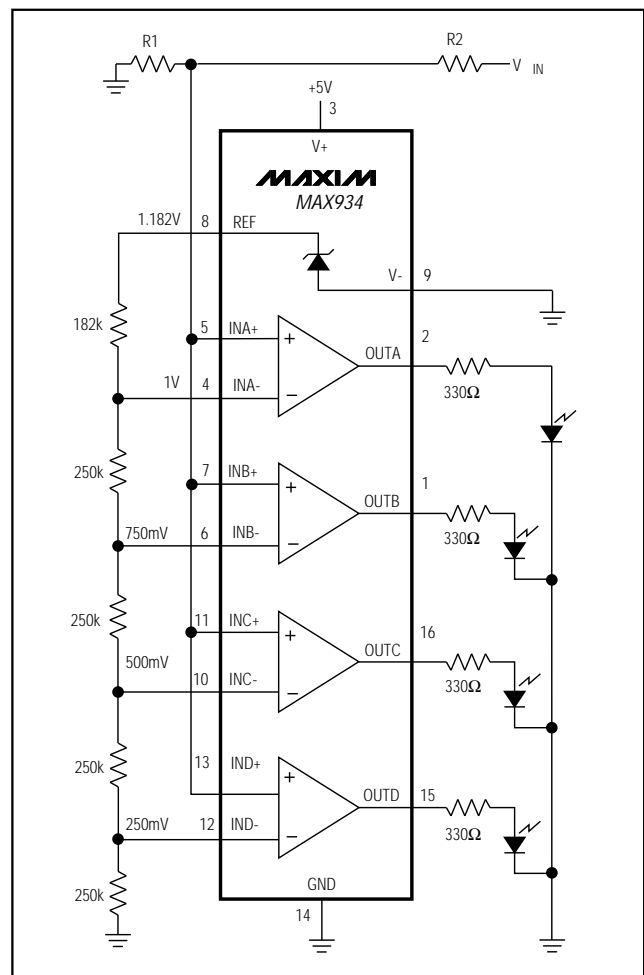 R1
R2
V IN
+5V
3
V+
MAXIM
MAX934
1.182V
8
REF
V-
9
182k
5
INA+
+
2
OUTA
330Ω
1V
4
INA-
−
250k
7
INB+
+
1
OUTB
330Ω
750mV
6
INB-
−
250k
11
INC+
+
16
OUTC
330Ω
500mV
10
INC-
−
250k
13
IND+
+
15
OUTD
330Ω
250mV
12
IND-
−
250k
GND
14